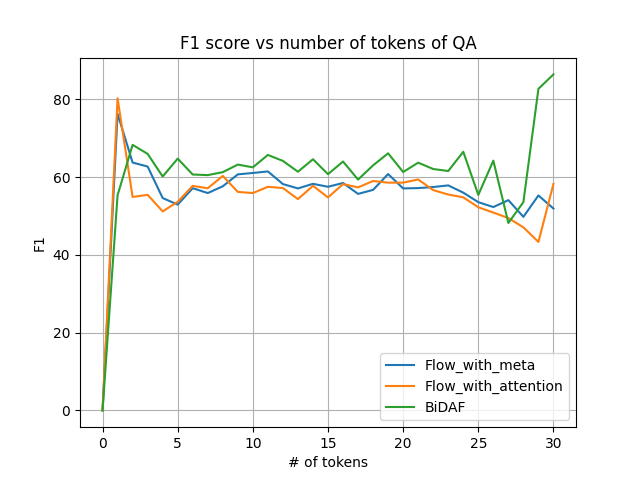 F1 score vs number of tokens of QA
80
60
40
20
0
F1
0 5 10 15 20 25 30
# of tokens
Flow_with_meta
Flow_with_attention
BiDAF